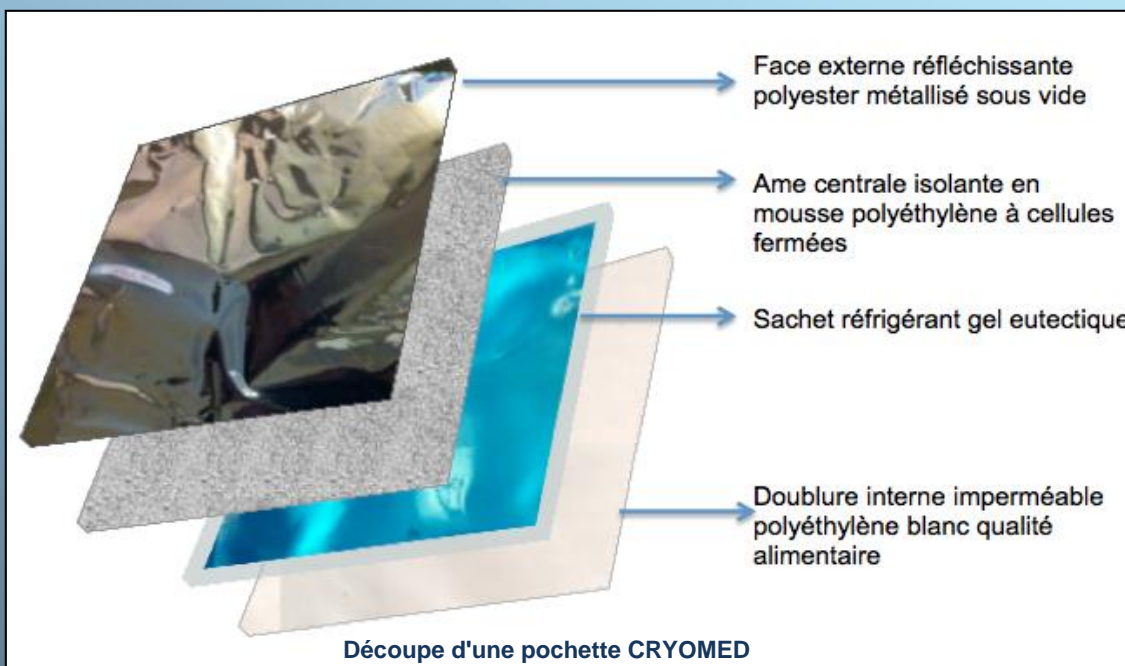 Face externe réfléchissante
polyester métallisé sous vide
Ame centrale isolante en
mousse polyéthylène à cellules
fermées
Sachet réfrigérant gel eutectique
Doublure interne imperméable
polyéthylène blanc qualité
alimentaire
Découpe d'une pochette CRYOMED